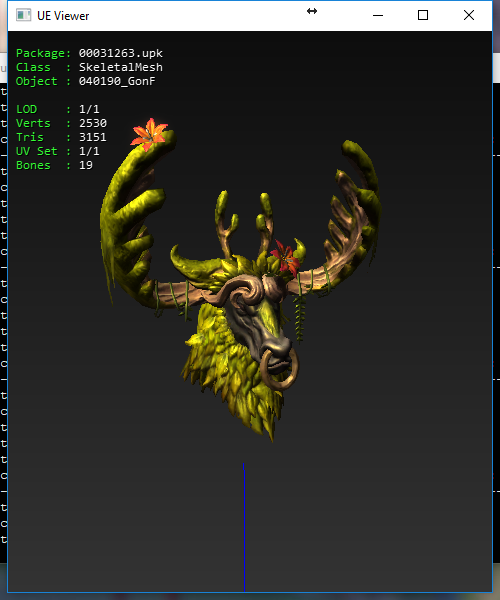 UE Viewer
Package: 00031263.upk
Class : SkeletalMesh
Object : 040190_GonF
LOD : 1/1
Verts : 2530
Tris : 3151
UV Set : 1/1
Bones : 19